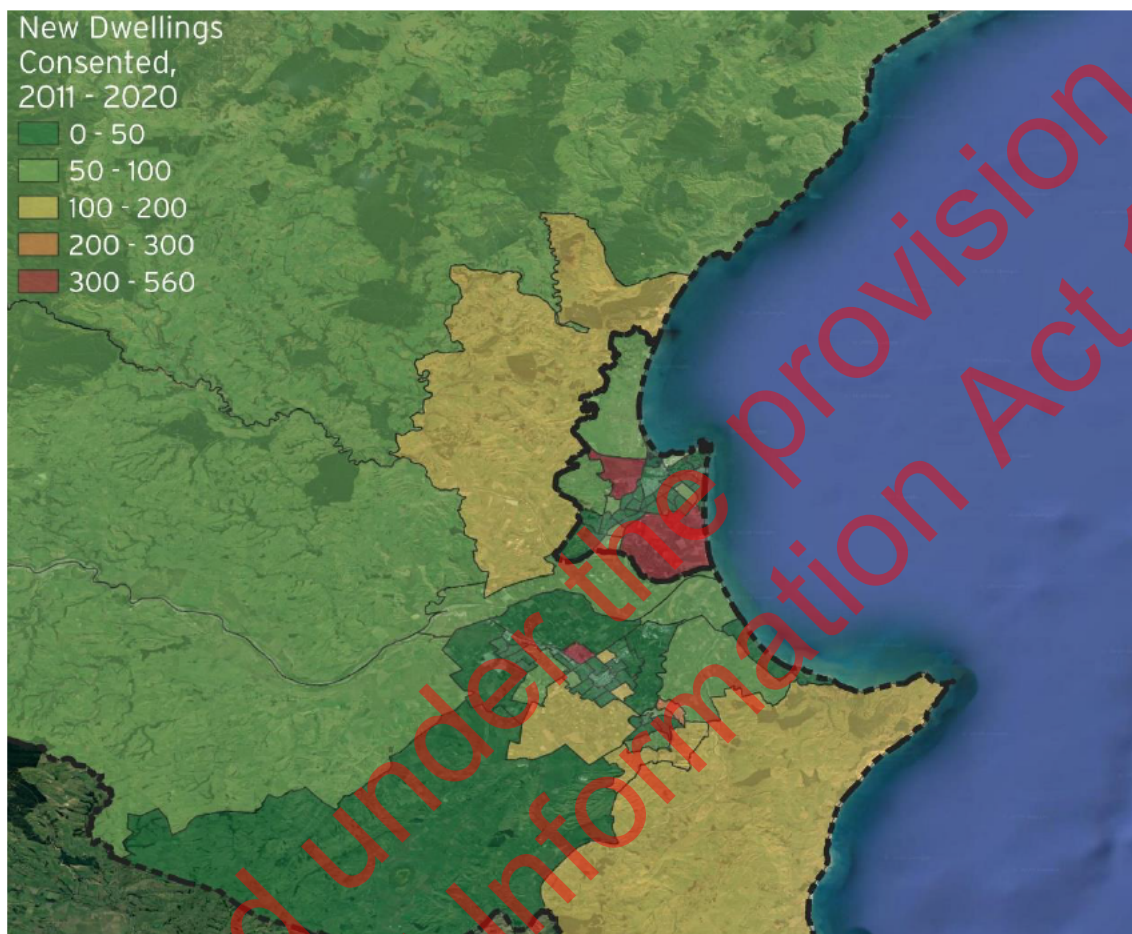 New Dwellings
Consented,
2011 - 2020
0 - 50
50 - 100
100 - 200
200 - 300
300 - 560
d under the provision
Information Act